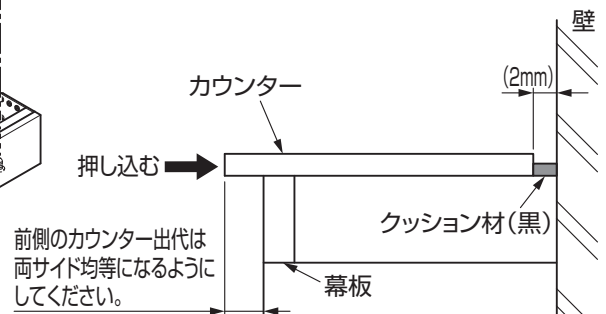 壁
(2mm)
カウンター
押し込む
クッション材(黒)
前側のカウンター出代は
両サイド均等になるように
してください。
幕板